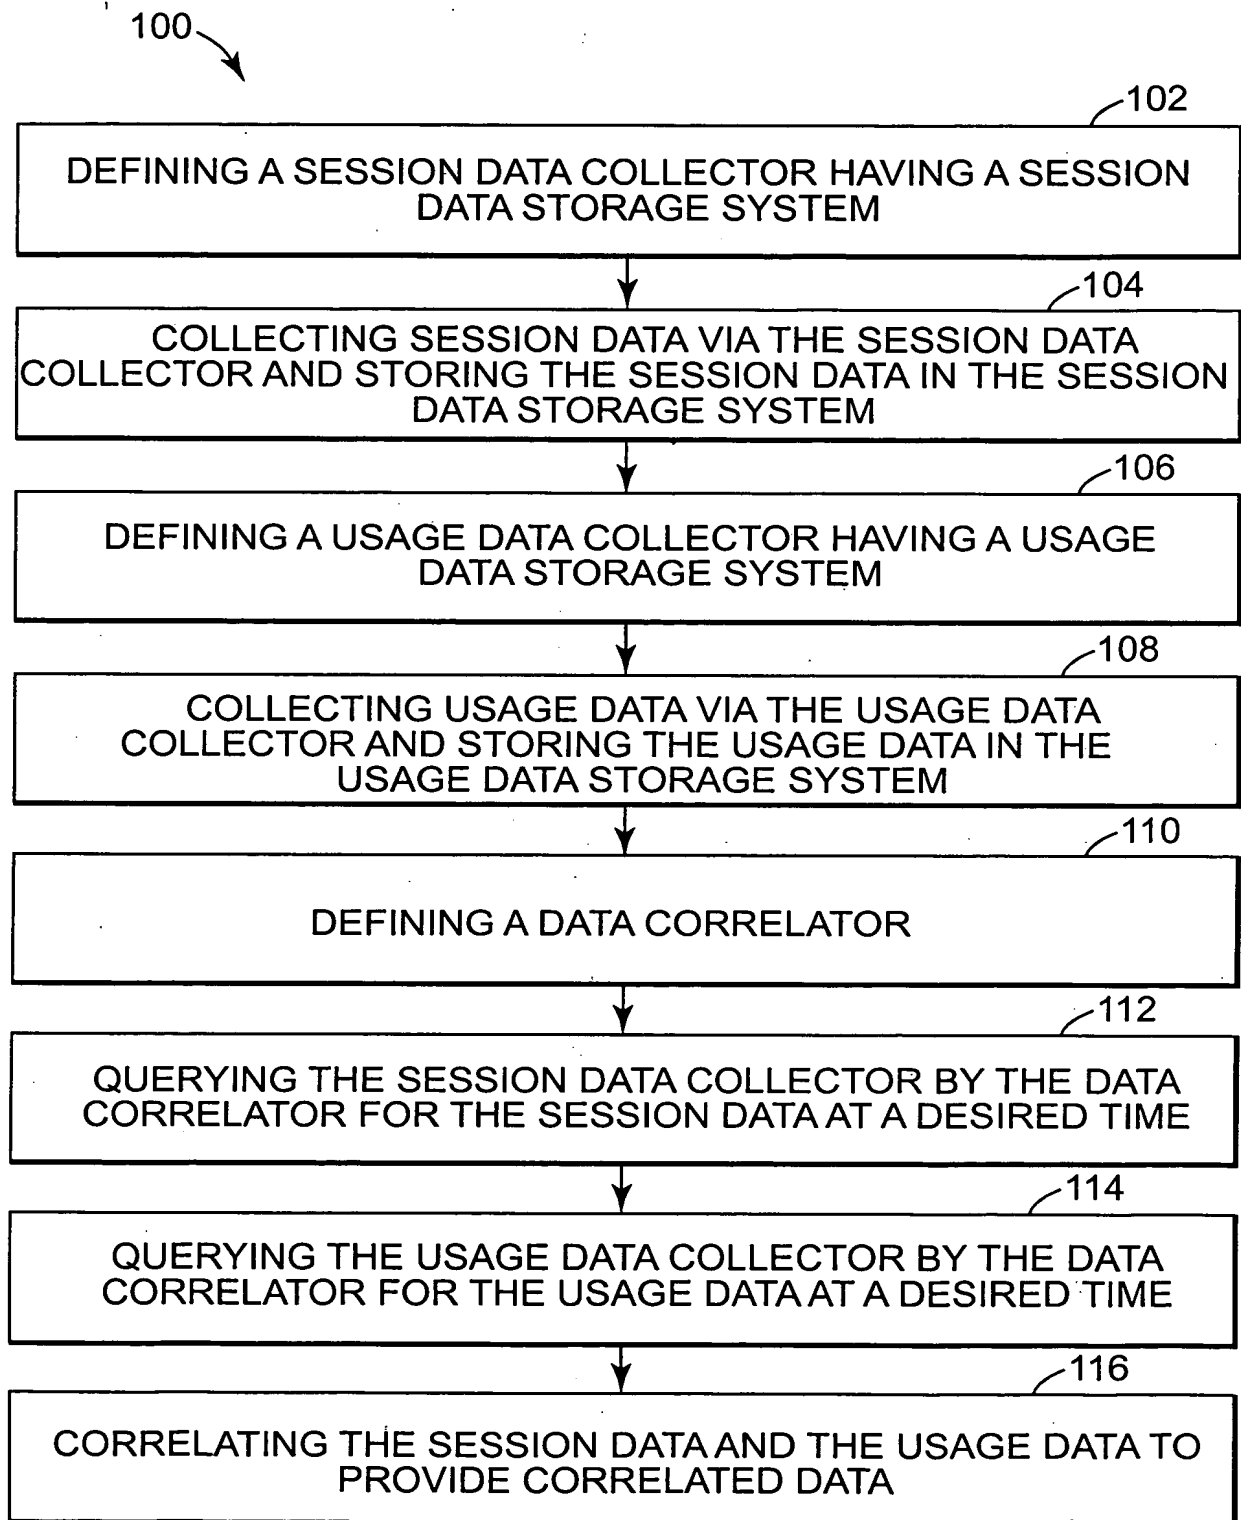 100
102
DEFINING A SESSION DATA COLLECTOR HAVING A SESSION
DATA STORAGE SYSTEM
104
COLLECTING SESSION DATA VIA THE SESSION DATA
COLLECTOR AND STORING THE SESSION DATA IN THE SESSION
DATA STORAGE SYSTEM
106
DEFINING A USAGE DATA COLLECTOR HAVING A USAGE
DATA STORAGE SYSTEM
108
COLLECTING USAGE DATA VIA THE USAGE DATA
COLLECTOR AND STORING THE USAGE DATA IN THE
USAGE DATA STORAGE SYSTEM
110
DEFINING A DATA CORRELATOR
112
QUERYING THE SESSION DATA COLLECTOR BY THE DATA
CORRELATOR FOR THE SESSION DATA AT A DESIRED TIME
114
QUERYING THE USAGE DATA COLLECTOR BY THE DATA
CORRELATOR FOR THE USAGE DATA AT A DESIRED TIME
116
CORRELATING THE SESSION DATA AND THE USAGE DATA TO
PROVIDE CORRELATED DATA